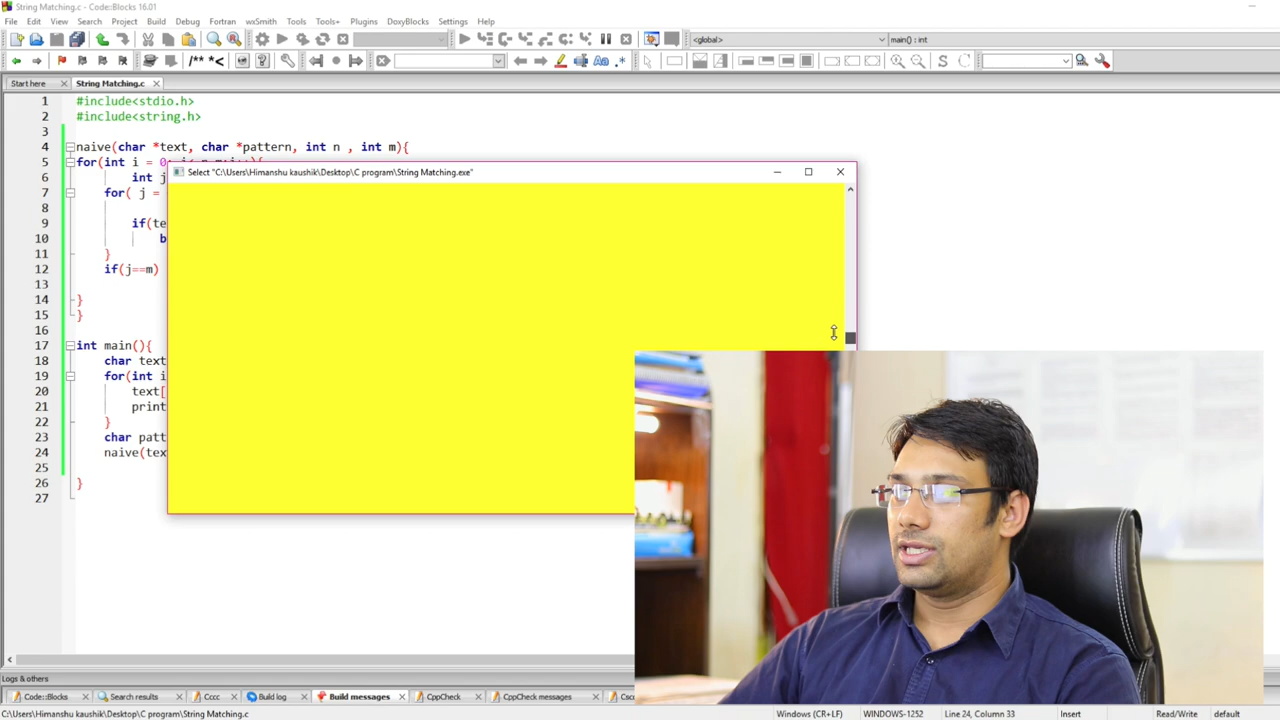 String Matching.c - Code::Blocks 16.01
File Edit View Search Project Build Debug Fortran wxSmith Tools Tools+ Plugins DoxyBlocks Settings Help
<global> main() : int
/** *<
Aa .*
S C
Start here String Matching.c
1 #include<stdio.h>
2 #include<string.h>
3
4 naive(char *text, char *pattern, int n , int m){
5 for(int i = 0; i< n-m;i++){
6 int j
7 for( j =
8
9 if(te
10 b
11 }
12 if(j==m)
13
14 }
15 }
16
17 int main(){
18 char text
19 for(int i
20 text[
21 print
22 }
23 char patt
24 naive(tex
25
26 }
27
Select "C:\Users\Himanshu kaushik\Desktop\C program\String Matching.exe"
Logs & others
Code::Blocks Search results Cccc Build log Build messages CppCheck CppCheck messages Csc
C:\Users\Himanshu kaushik\Desktop\C program\String Matching.c Windows (CR+LF) WINDOWS-1252 Line 24, Column 33 Insert Read/Write default